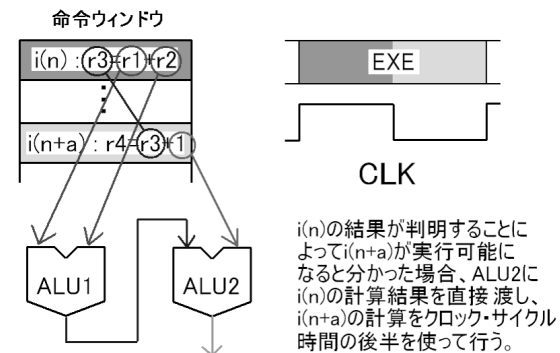 命令ウィンドウ
i(n) : r3=r1+r2
i(n+a) : r4=r3+1
ALU1
ALU2
EXE
CLK
i(n)の結果が判明することに
よってi(n+a)が実行可能に
なると分かった場合、ALU2に
i(n)の計算結果を直接渡し、
i(n+a)の計算をクロック・サイクル
時間の後半を使って行う。